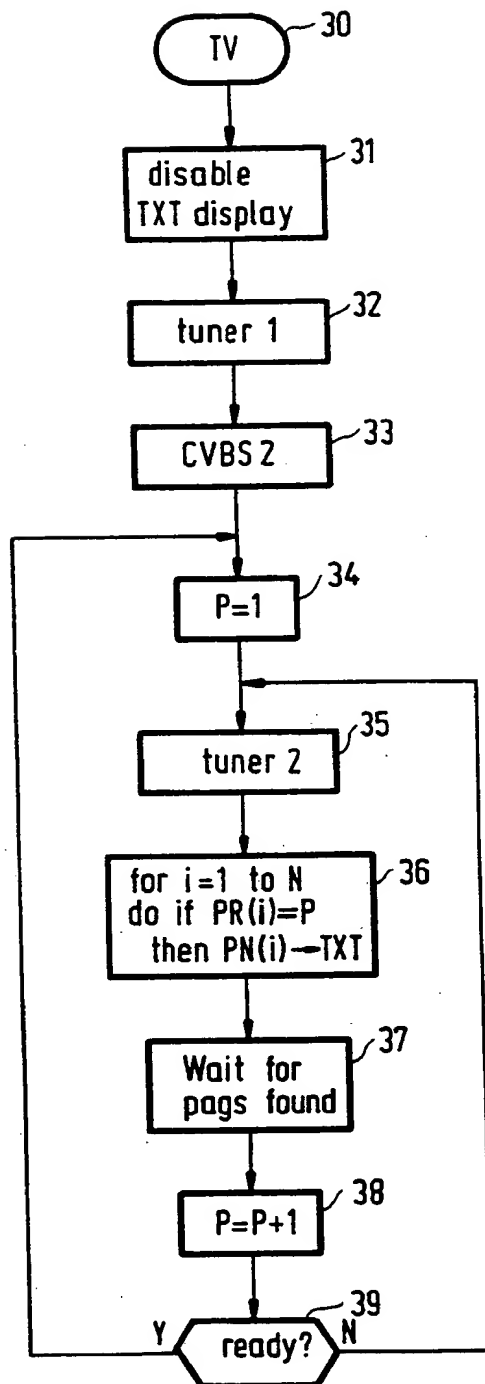 TV
30
disable
TXT display
31
tuner 1
32
CVBS 2
33
P=1
34
tuner 2
35
for i=1 to N
do if PR(i)=P
then PN(i)→TXT
36
Wait for
pags found
37
P=P+1
38
Y
ready?
N
39